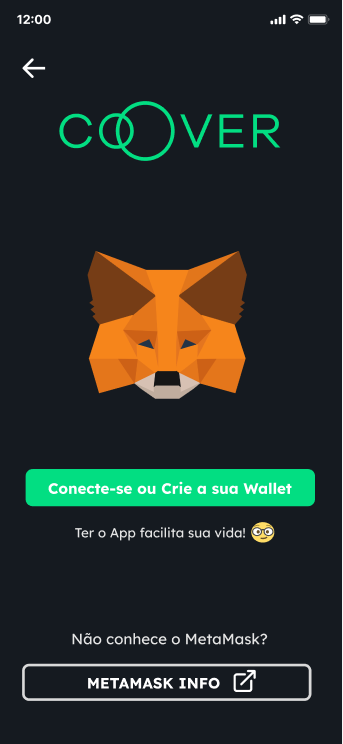 12:00
COOVER
Conecte-se ou Crie a sua Wallet
Ter o App facilita sua vida! 🤓
Não conhece o MetaMask?
METAMASK INFO